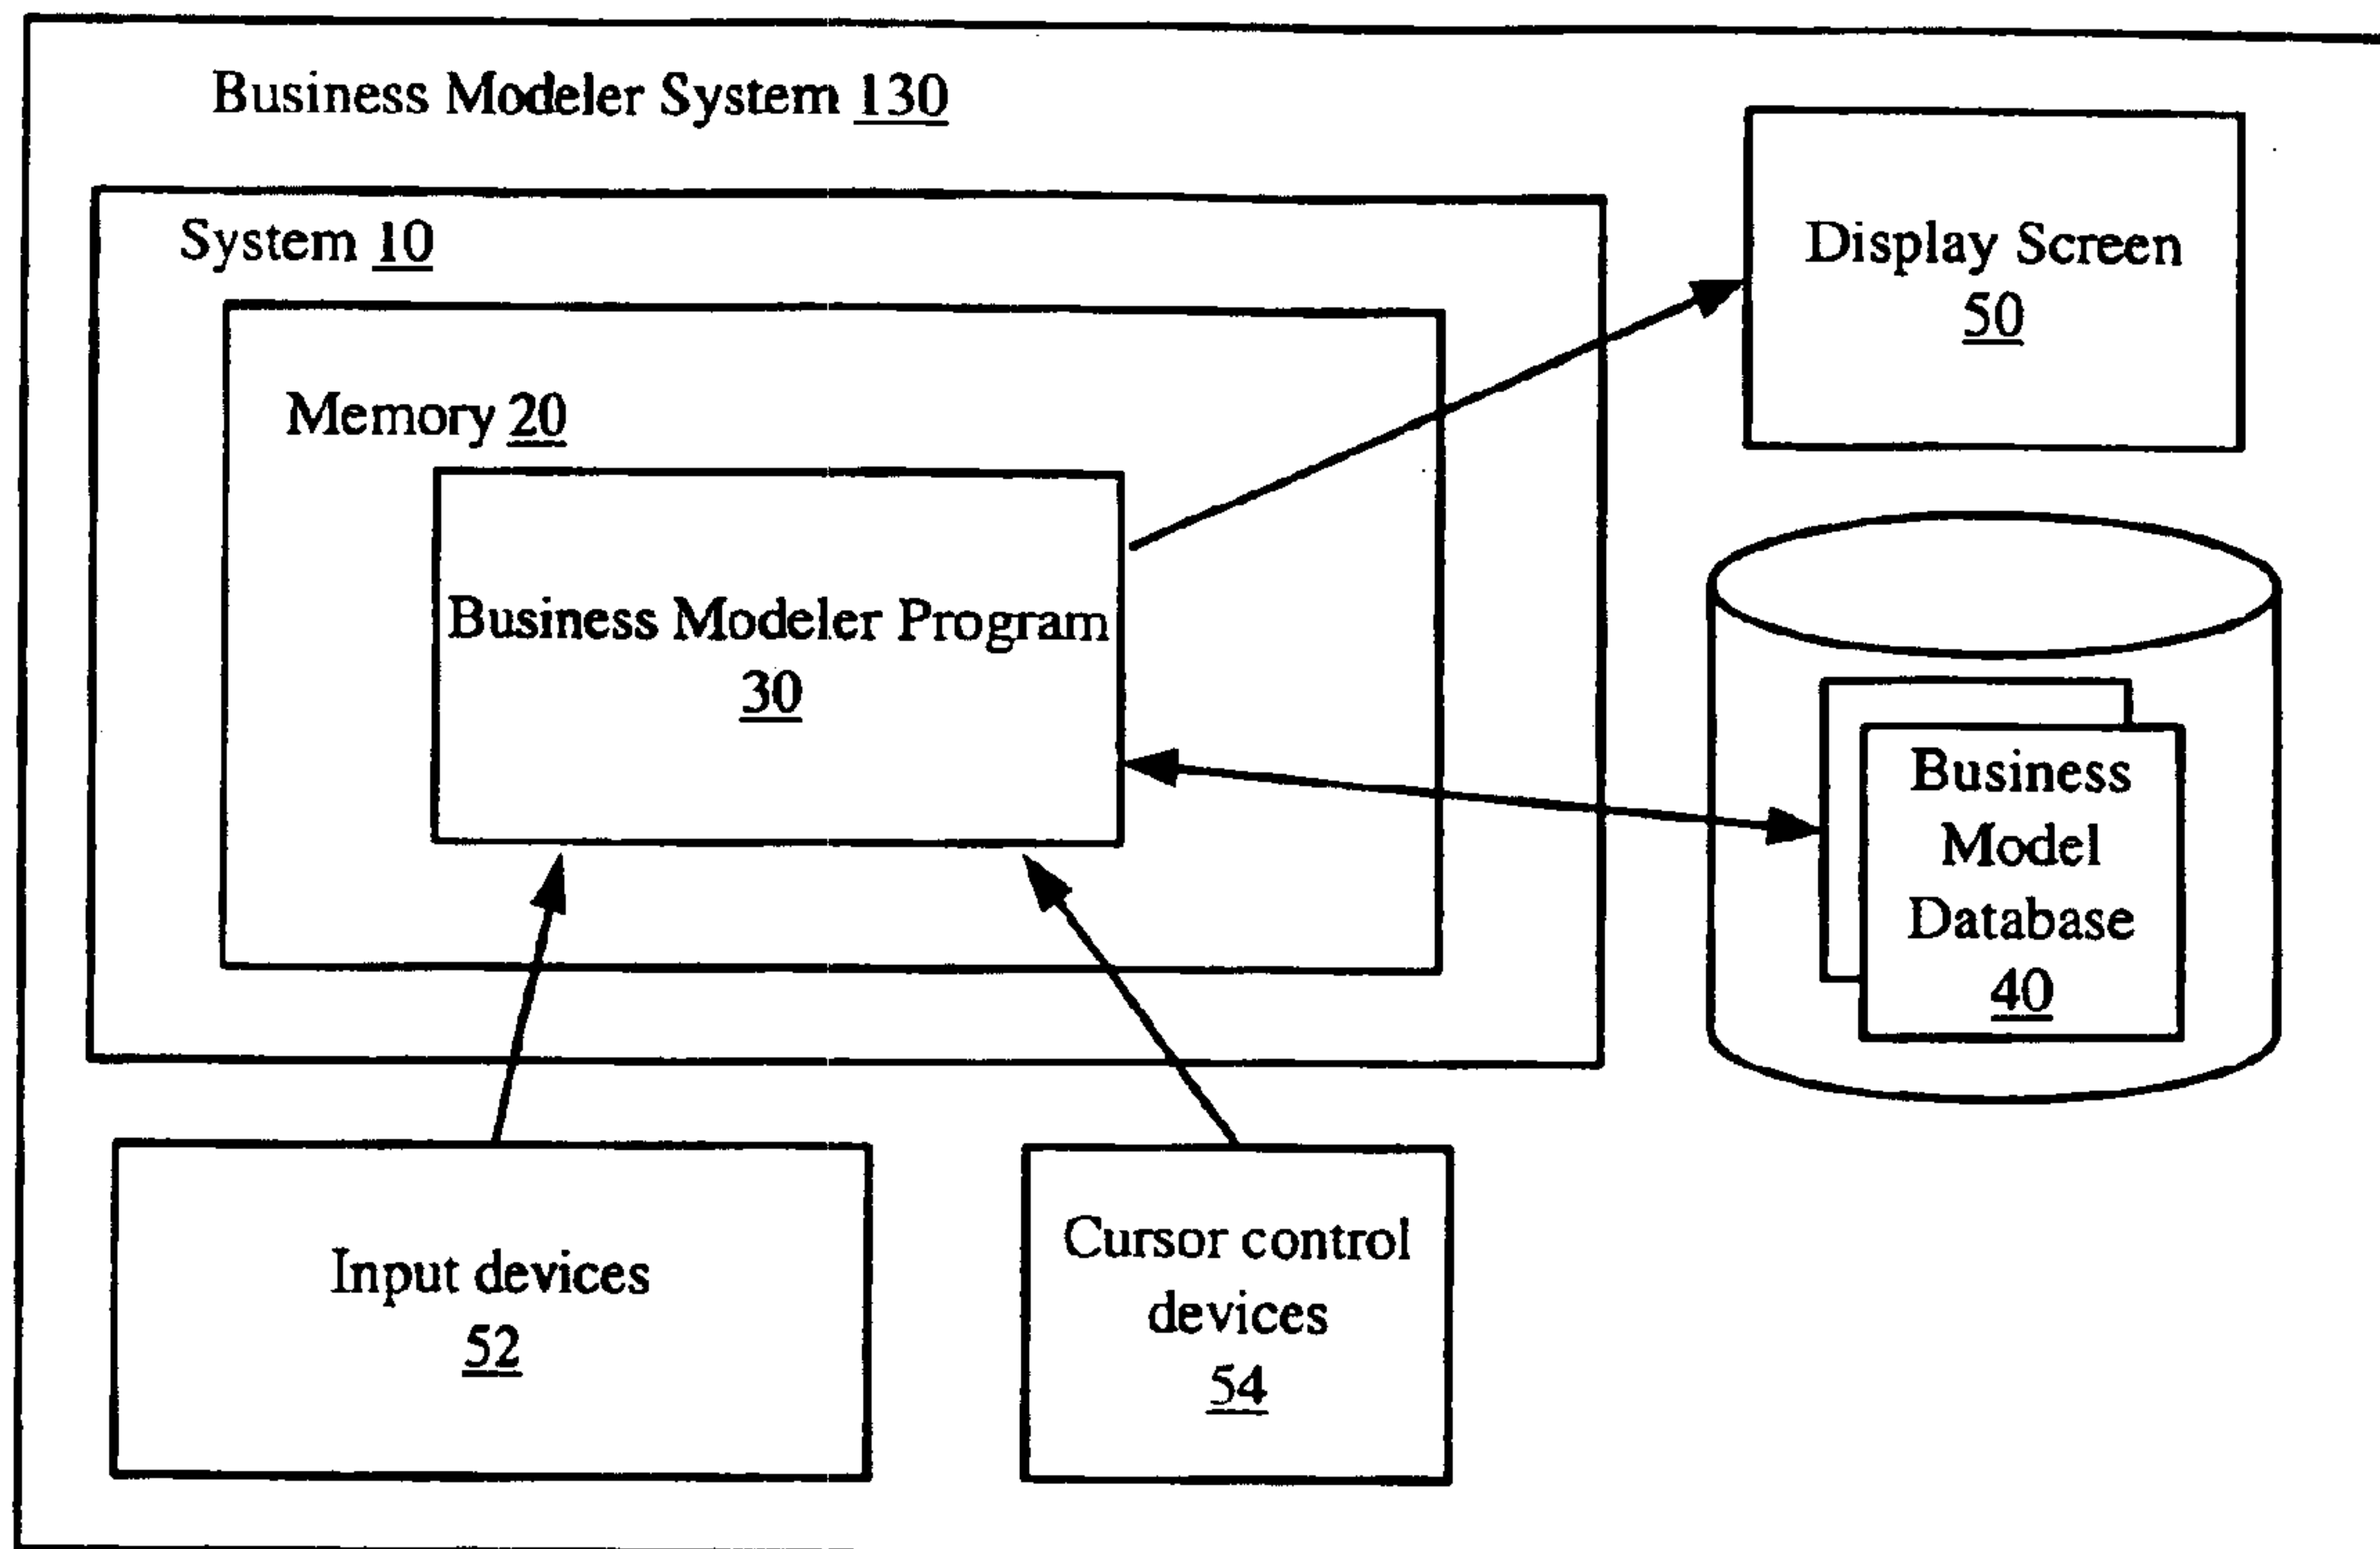 Business Modeler System 130
System 10
Display Screen
50
Memory 20
Business Modeler Program
30
Business
Model
Database
40
Input devices
52
Cursor control
devices
54